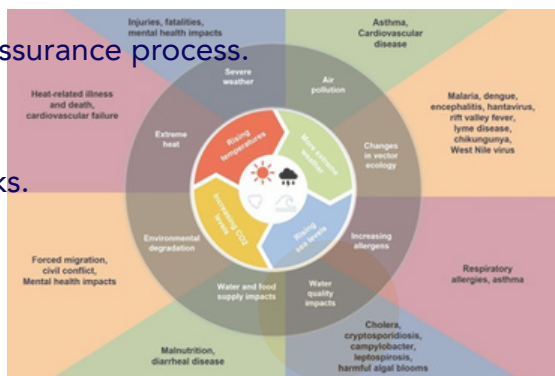 Injuries, fatalities,
mental health impacts
Asthma,
Cardiovascular
disease
assurance process.
Severe
weather
Air
pollution
Heat-related illness
and death,
cardiovascular failure
Malaria, dengue,
encephalitis, hantavirus,
rift valley fever,
lyme disease,
chikungunya,
West Nile virus
Extreme
heat
Rising
temperatures
More extreme
weather
Changes
in vector
ecology
Increasing CO2
levels
Rising
sea levels
Environmental
degradation
Increasing
allergens
Forced migration,
civil conflict,
Mental health impacts
Respiratory
allergies, asthma
Water and food
supply impacts
Water
quality
impacts
Malnutrition,
diarrheal disease
Cholera,
cryptosporidiosis,
campylobacter,
leptospirosis,
harmful algal blooms